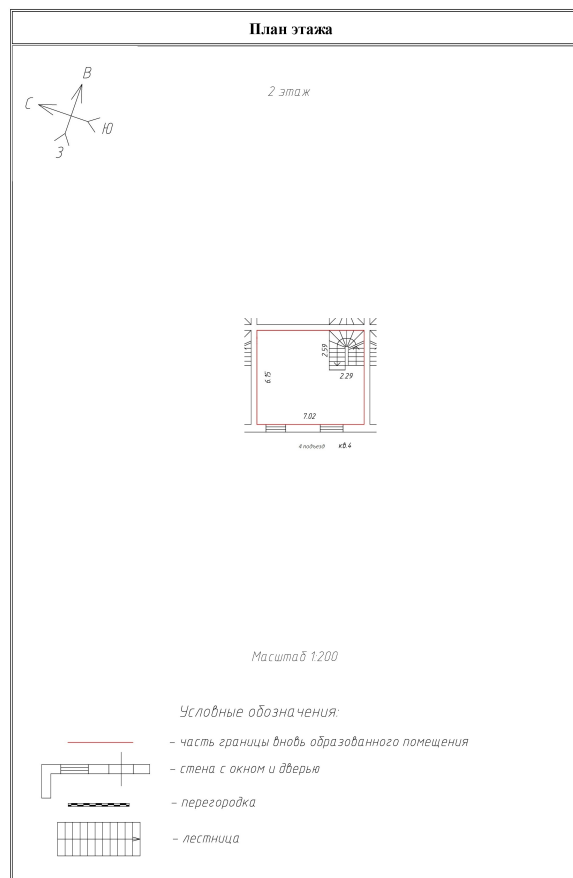 План этажа
В
С
2 этаж
Ю
З
2.59
6.15
2.29
7.02
4 подъезд кв.4
Масштаб 1:200
Условные обозначения:
– часть границы вновь образованного помещения
– стена с окном и дверью
– перегородка
– лестница